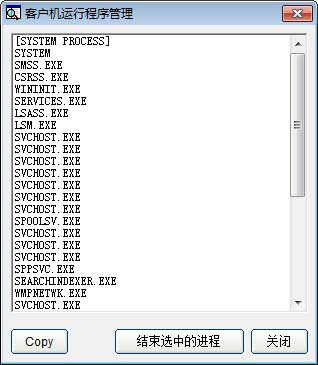 客户机运行程序管理
[SYSTEM PROCESS]
SYSTEM
SMSS.EXE
CSRSS.EXE
WININIT.EXE
SERVICES.EXE
LSASS.EXE
LSM.EXE
SVCHOST.EXE
SVCHOST.EXE
SVCHOST.EXE
SVCHOST.EXE
SVCHOST.EXE
SVCHOST.EXE
SVCHOST.EXE
SPOOLSV.EXE
SVCHOST.EXE
SVCHOST.EXE
SPPSVC.EXE
SEARCHINDEXER.EXE
WMPNETWK.EXE
SVCHOST.EXE
Copy
结束选中的进程
关闭